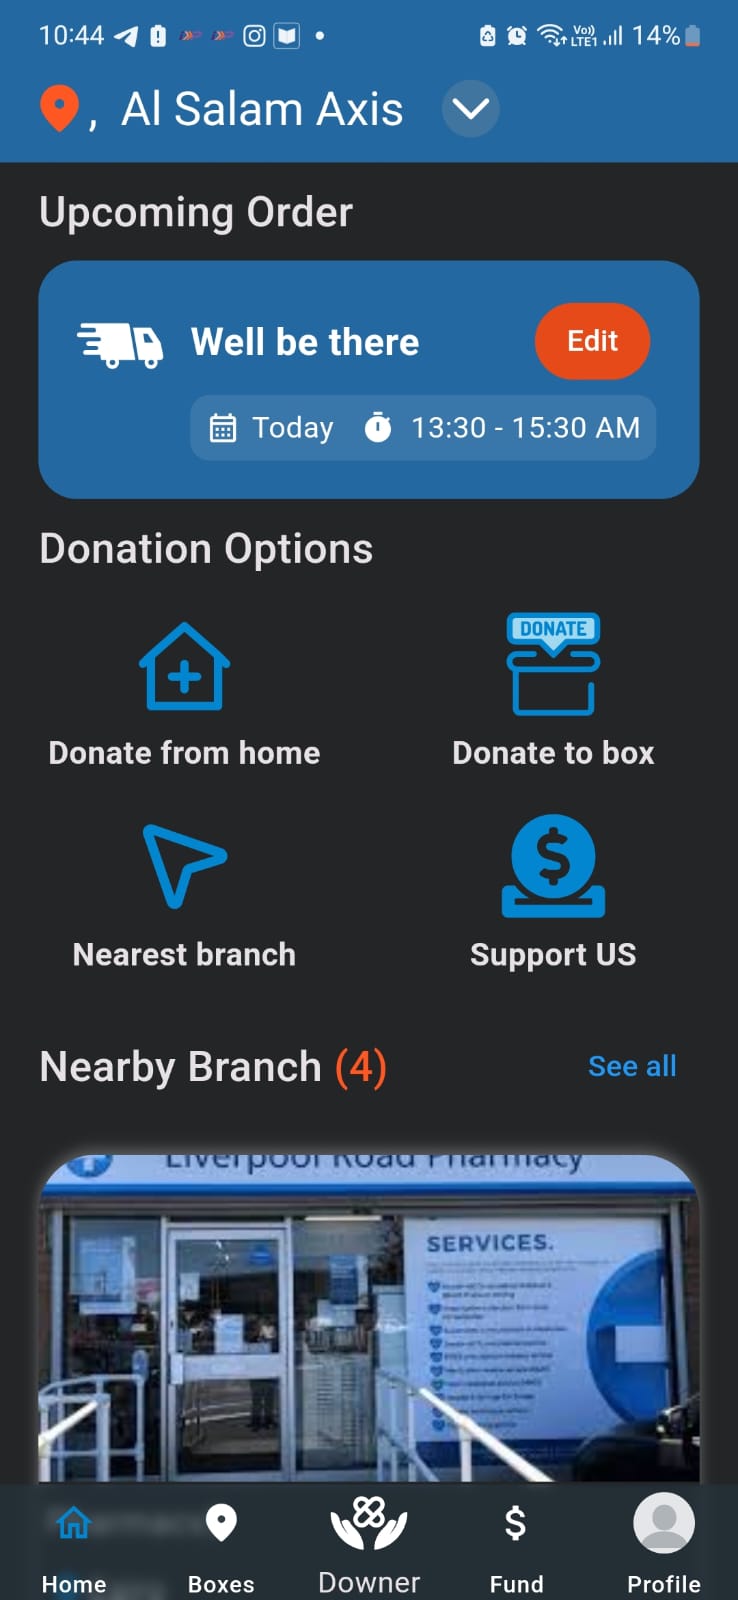 10:44
Vo))
LTE1
14%
, Al Salam Axis
Upcoming Order
Well be there
Edit
Today 13:30 - 15:30 AM
Donation Options
DONATE
Donate from home
Donate to box
Nearest branch
Support US
Nearby Branch (4)
See all
Liverpool Road Pharmacy
SERVICES.
Home
Boxes
Downer
Fund
Profile